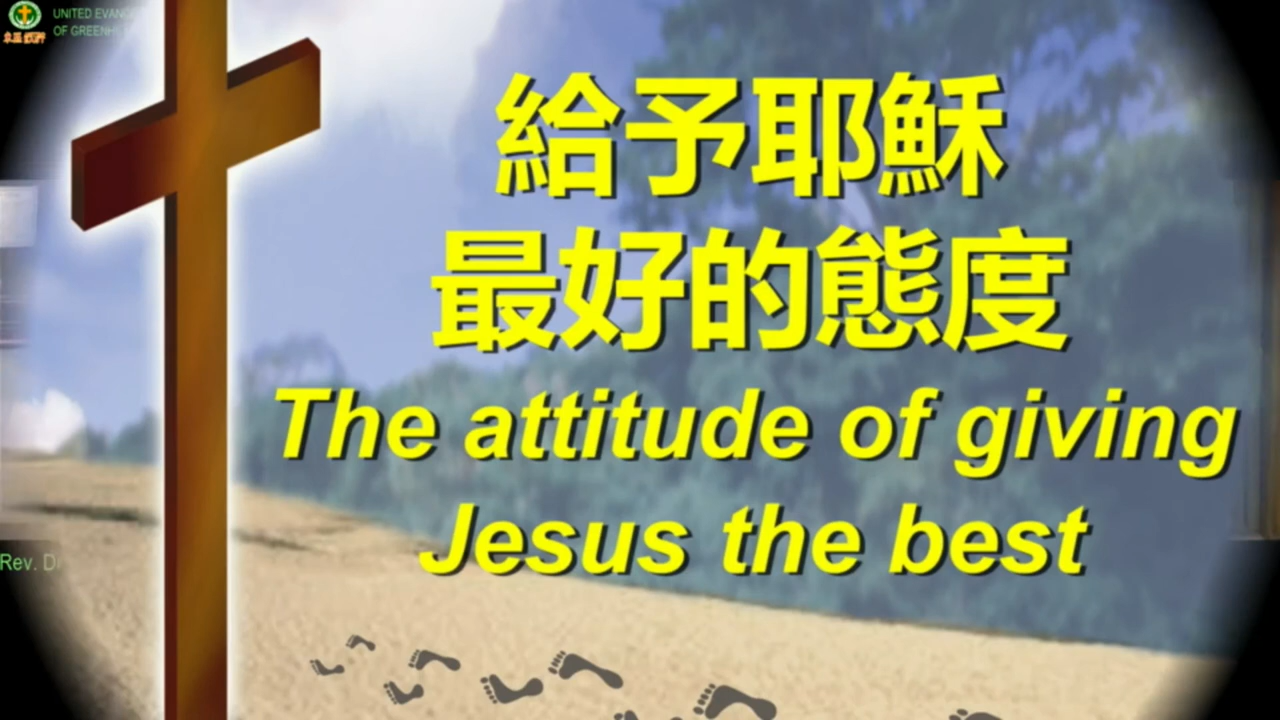 UNITED EVANG
OF GREENH
給予耶穌
最好的態度
The attitude of giving
Jesus the best
Rev. D